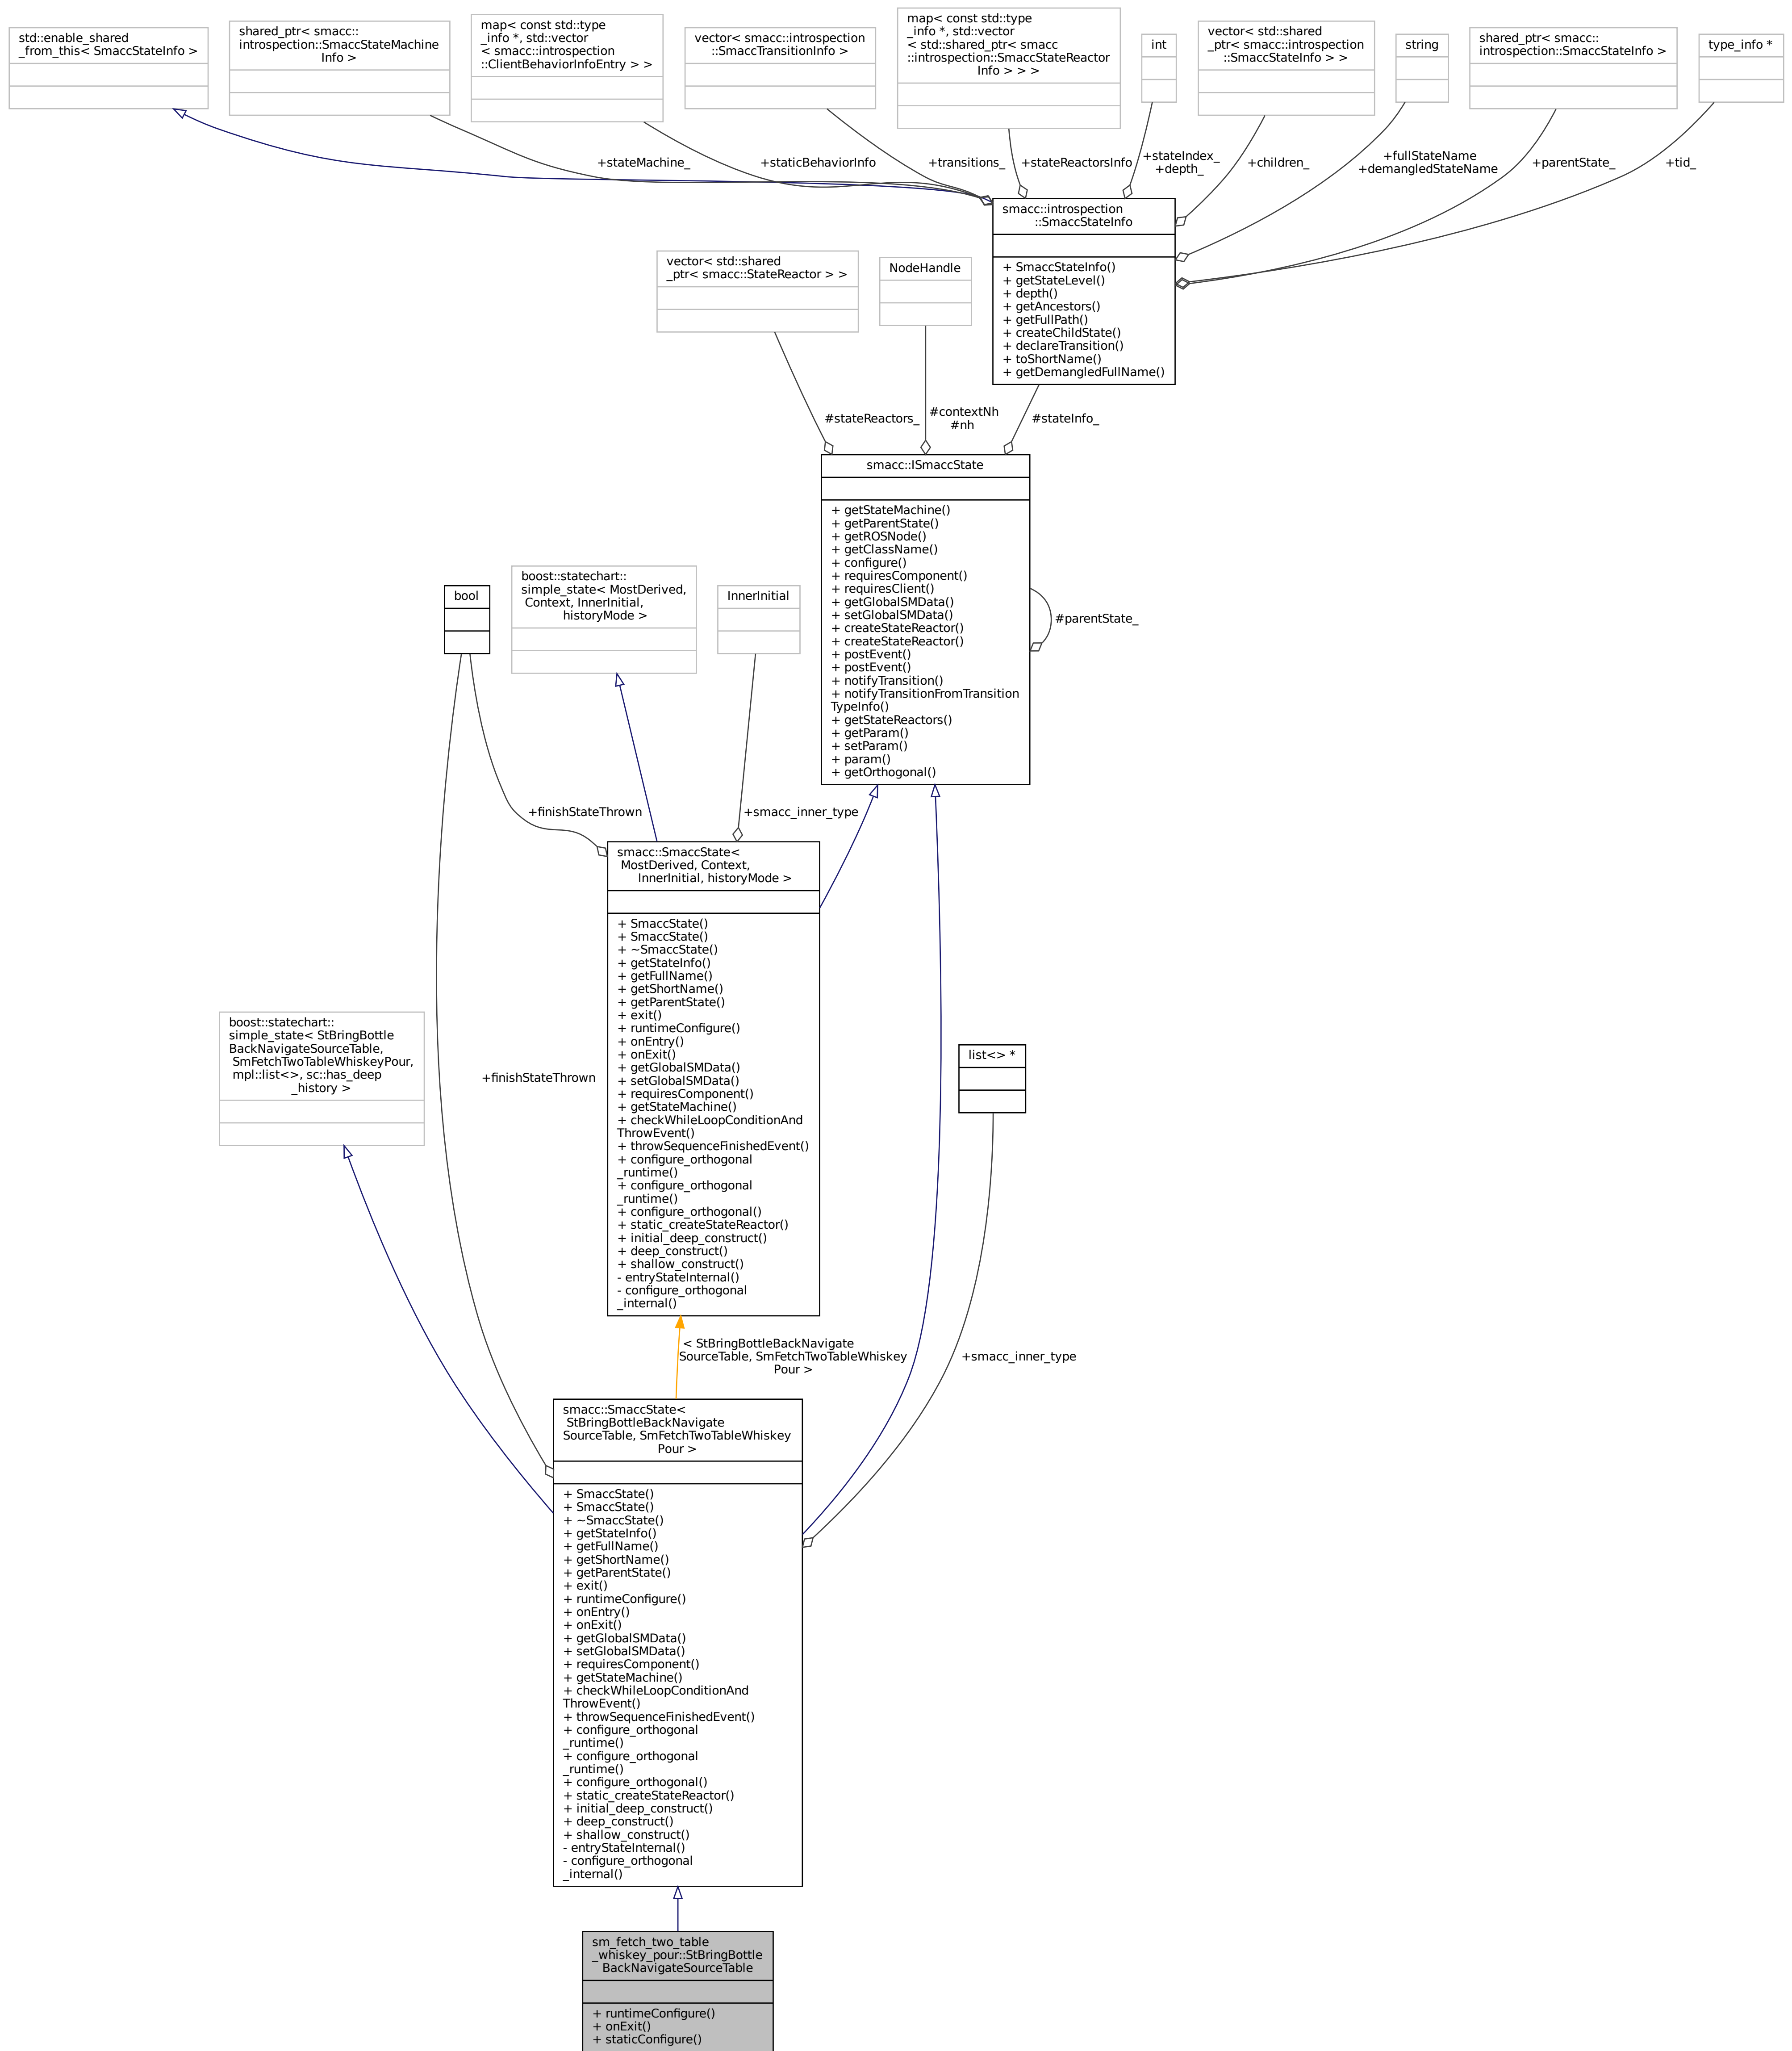 std::enable_shared
_from_this< SmaccStateInfo >
shared_ptr< smacc::
introspection::SmaccStateMachine
Info >
map< const std::type
_info *, std::vector
< smacc::introspection
::ClientBehaviorInfoEntry > >
vector< smacc::introspection
::SmaccTransitionInfo >
map< const std::type
_info *, std::vector
< std::shared_ptr< smacc
::introspection::SmaccStateReactor
Info > > >
int
vector< std::shared
_ptr< smacc::introspection
::SmaccStateInfo > >
string
shared_ptr< smacc::
introspection::SmaccStateInfo >
type_info *
+stateMachine_
+staticBehaviorInfo
+transitions_
+stateReactorsInfo
+stateIndex_
+depth_
+children_
+fullStateName
+demangledStateName
+parentState_
+tid_
smacc::introspection
::SmaccStateInfo
+ SmaccStateInfo()
+ getStateLevel()
+ depth()
+ getAncestors()
+ getFullPath()
+ createChildState()
+ declareTransition()
+ toShortName()
+ getDemangledFullName()
vector< std::shared
_ptr< smacc::StateReactor > >
NodeHandle
#stateReactors_
#contextNh
#nh
#stateInfo_
smacc::ISmaccState
+ getStateMachine()
+ getParentState()
+ getROSNode()
+ getClassName()
+ configure()
+ requiresComponent()
+ requiresClient()
+ getGlobalSMData()
+ setGlobalSMData()
+ createStateReactor()
+ createStateReactor()
+ postEvent()
+ postEvent()
+ notifyTransition()
+ notifyTransitionFromTransition
TypeInfo()
+ getStateReactors()
+ getParam()
+ setParam()
+ param()
+ getOrthogonal()
#parentState_
bool
boost::statechart::
simple_state< MostDerived,
Context, InnerInitial,
historyMode >
InnerInitial
+finishStateThrown
+smacc_inner_type
smacc::SmaccState<
MostDerived, Context,
InnerInitial, historyMode >
+ SmaccState()
+ SmaccState()
+ ~SmaccState()
+ getStateInfo()
+ getFullName()
+ getShortName()
+ getParentState()
+ exit()
+ runtimeConfigure()
+ onEntry()
+ onExit()
+ getGlobalSMData()
+ setGlobalSMData()
+ requiresComponent()
+ getStateMachine()
+ checkWhileLoopConditionAnd
ThrowEvent()
+ throwSequenceFinishedEvent()
+ configure_orthogonal
_runtime()
+ configure_orthogonal
_runtime()
+ configure_orthogonal()
+ static_createStateReactor()
+ initial_deep_construct()
+ deep_construct()
+ shallow_construct()
- entryStateInternal()
- configure_orthogonal
_internal()
boost::statechart::
simple_state< StBringBottle
BackNavigateSourceTable,
SmFetchTwoTableWhiskeyPour,
mpl::list<>, sc::has_deep
_history >
+finishStateThrown
list<> *
< StBringBottleBackNavigate
SourceTable, SmFetchTwoTableWhiskey
Pour >
+smacc_inner_type
smacc::SmaccState<
StBringBottleBackNavigate
SourceTable, SmFetchTwoTableWhiskey
Pour >
+ SmaccState()
+ SmaccState()
+ ~SmaccState()
+ getStateInfo()
+ getFullName()
+ getShortName()
+ getParentState()
+ exit()
+ runtimeConfigure()
+ onEntry()
+ onExit()
+ getGlobalSMData()
+ setGlobalSMData()
+ requiresComponent()
+ getStateMachine()
+ checkWhileLoopConditionAnd
ThrowEvent()
+ throwSequenceFinishedEvent()
+ configure_orthogonal
_runtime()
+ configure_orthogonal
_runtime()
+ configure_orthogonal()
+ static_createStateReactor()
+ initial_deep_construct()
+ deep_construct()
+ shallow_construct()
- entryStateInternal()
- configure_orthogonal
_internal()
sm_fetch_two_table
_whiskey_pour::StBringBottle
BackNavigateSourceTable
+ runtimeConfigure()
+ onExit()
+ staticConfigure()